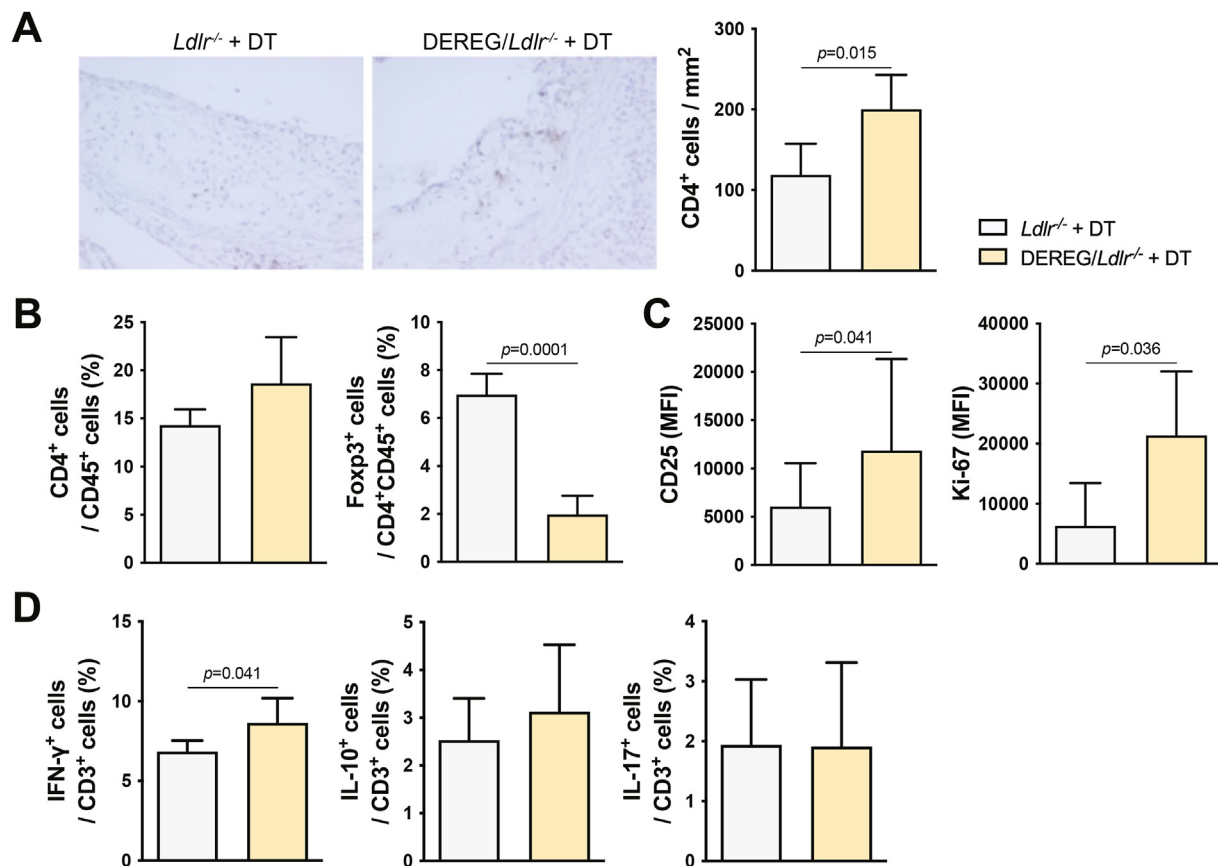 A
Ldlr-/- + DT
DEREG/Ldlr-/- + DT
CD4+ cells / mm2
300
200
100
0
p=0.015
Ldlr-/- + DT
DEREG/Ldlr-/- + DT
B
CD4+ cells
/ CD45+ cells (%)
25
20
15
10
5
0
Foxp3+ cells
/ CD4+CD45+ cells (%)
10
8
6
4
2
0
p=0.0001
C
CD25 (MFI)
25000
20000
15000
10000
5000
0
p=0.041
Ki-67 (MFI)
40000
30000
20000
10000
0
p=0.036
D
IFN-γ+ cells
/ CD3+ cells (%)
15
10
5
0
p=0.041
IL-10+ cells
/ CD3+ cells (%)
5
4
3
2
1
0
IL-17+ cells
/ CD3+ cells (%)
4
3
2
1
0